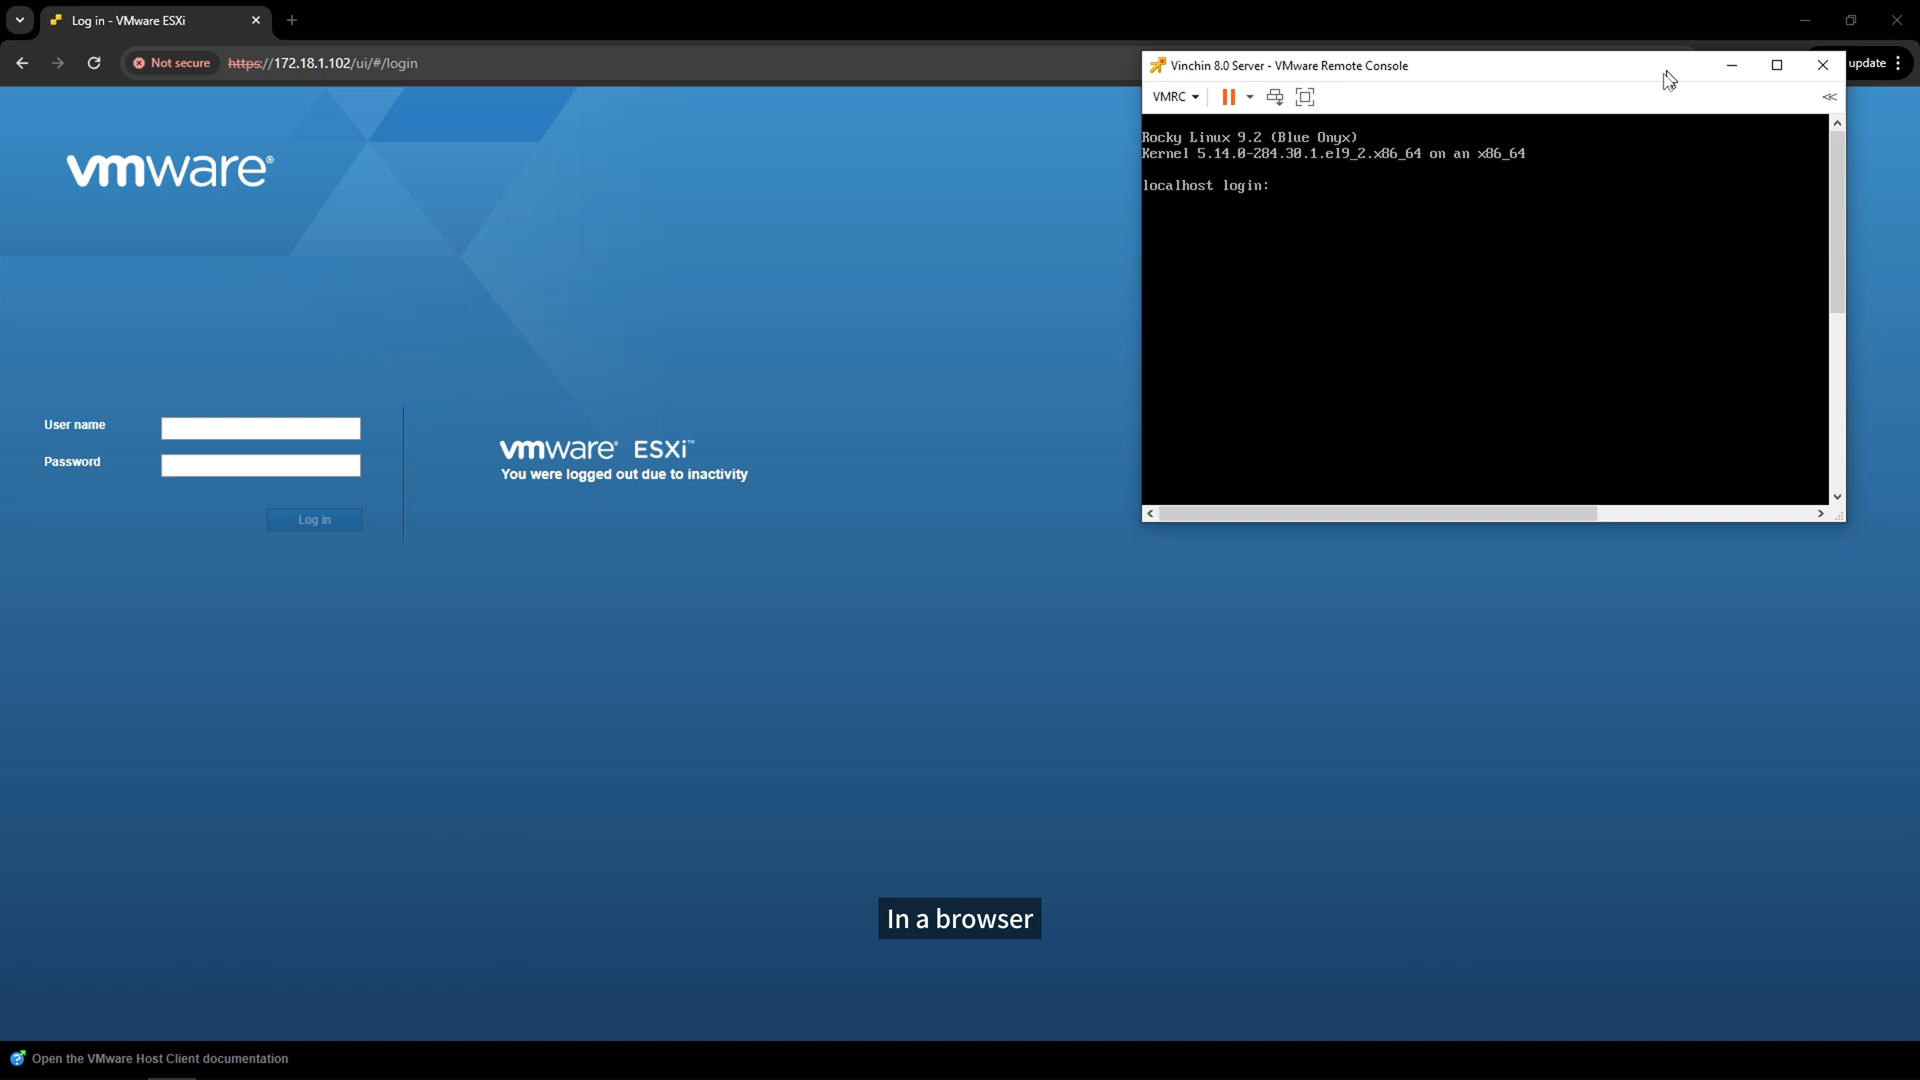 Log in - VMware ESXi
Not secure
https://172.18.1.102/ui/#/login
update
Vinchin 8.0 Server - VMware Remote Console
VMRC
Rocky Linux 9.2 (Blue Onyx)
Kernel 5.14.0-284.30.1.el9_2.x86_64 on an x86_64
localhost login:
vmware®
User name
Password
Log in
vmware® ESXi™
You were logged out due to inactivity
In a browser
Open the VMware Host Client documentation